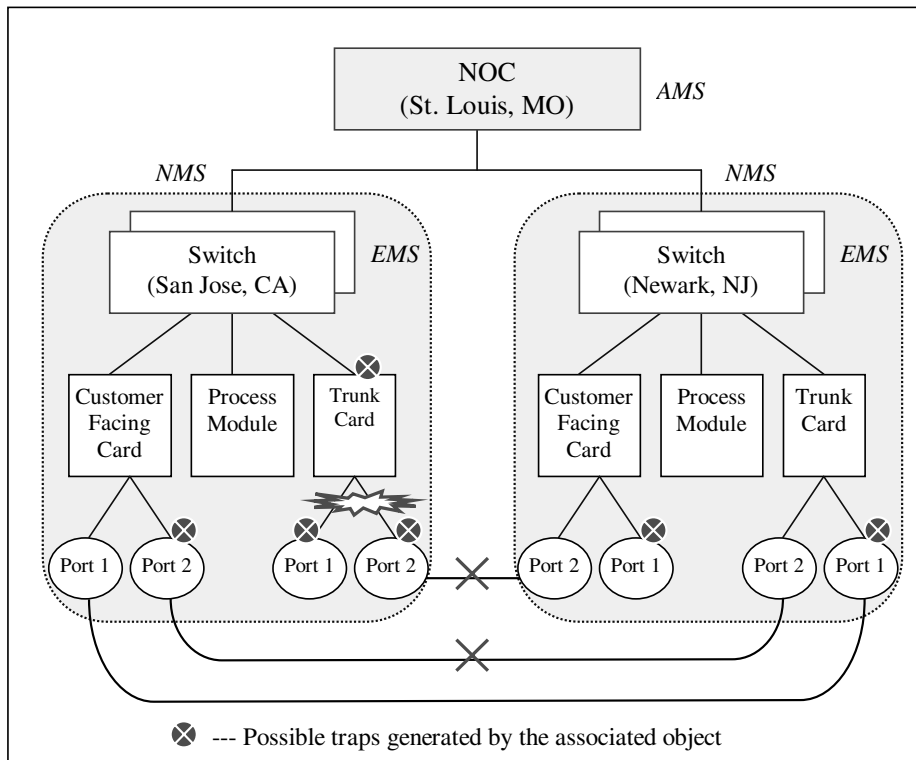 NOC
(St. Louis, MO)
AMS
NMS
NMS
Switch
(San Jose, CA)
EMS
Switch
(Newark, NJ)
EMS
Customer
Facing
Card
Process
Module
Trunk
Card
Customer
Facing
Card
Process
Module
Trunk
Card
Port 1
Port 2
Port 1
Port 2
Port 2
Port 1
Port 2
Port 1
--- Possible traps generated by the associated object